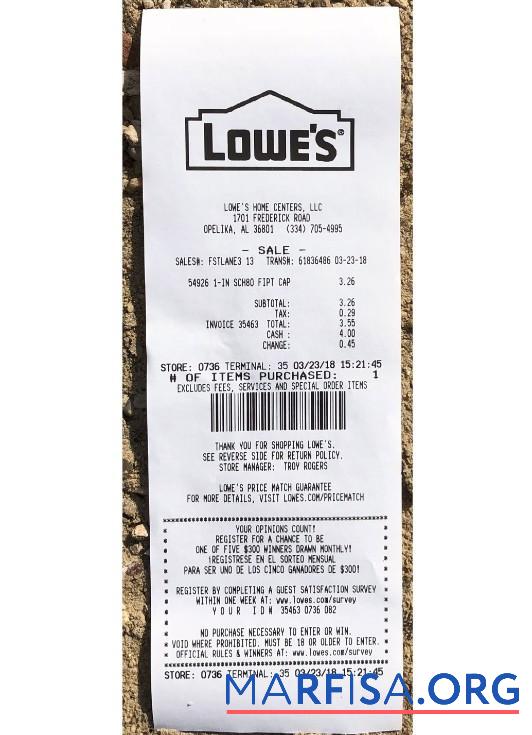 LOWE'S®
LOWE'S HOME CENTERS, LLC
1701 FREDERICK ROAD
OPELIKA, AL 36801 (334) 705-4995
- SALE -
SALES#: FSTLANE3 13 TRANS#: 61836486 03-23-18
54926 1-IN SCH80 FIPT CAP 3.26
SUBTOTAL: 3.26
TAX: 0.29
INVOICE 35463 TOTAL: 3.55
CASH : 4.00
CHANGE: 0.45
STORE: 0736 TERMINAL: 35 03/23/18 15:21:45
# OF ITEMS PURCHASED: 1
EXCLUDES FEES, SERVICES AND SPECIAL ORDER ITEMS
THANK YOU FOR SHOPPING LOWE'S.
SEE REVERSE SIDE FOR RETURN POLICY.
STORE MANAGER: TROY ROGERS
LOWE'S PRICE MATCH GUARANTEE
FOR MORE DETAILS, VISIT LOWES.COM/PRICEMATCH
YOUR OPINIONS COUNT!
REGISTER FOR A CHANCE TO BE
ONE OF FIVE $300 WINNERS DRAWN MONTHLY!
¡REGISTRESE EN EL SORTEO MENSUAL
PARA SER UNO DE LOS CINCO GANADORES DE $300!
REGISTER BY COMPLETING A GUEST SATISFACTION SURVEY
WITHIN ONE WEEK AT: www.lowes.com/survey
Y O U R I D # 35463 0736 082
NO PURCHASE NECESSARY TO ENTER OR WIN.
VOID WHERE PROHIBITED. MUST BE 18 OR OLDER TO ENTER.
OFFICIAL RULES & WINNERS AT: www.lowes.com/survey
STORE: 0736 TERMINAL: 35 03/23/18 15:21:45
MARFISA.ORG